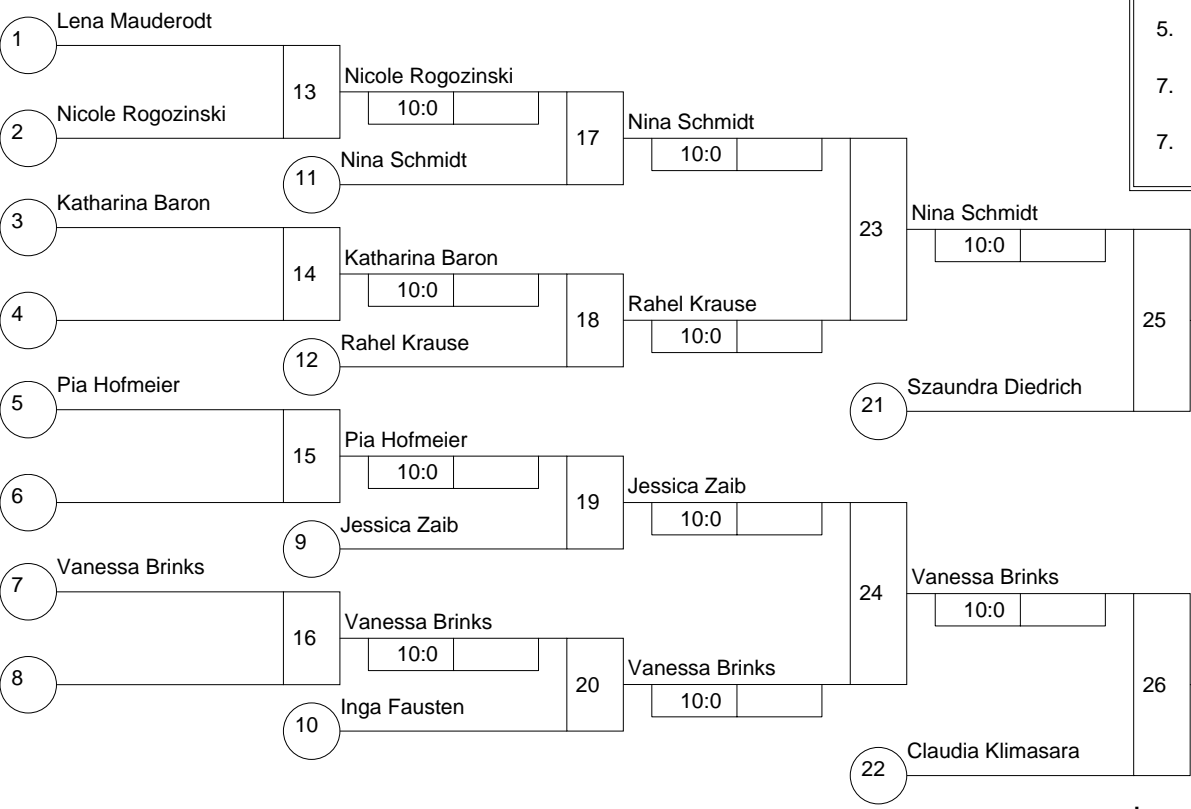 Lena Mauderodt
1
5.
13
Nicole Rogozinski
10:0
7.
Nicole Rogozinski
2
17
Nina Schmidt
10:0
7.
Nina Schmidt
11
Katharina Baron
3
23
Nina Schmidt
10:0
14
Katharina Baron
10:0
4
18
Rahel Krause
10:0
25
Rahel Krause
12
Pia Hofmeier
5
Szaundra Diedrich
21
15
Pia Hofmeier
10:0
6
19
Jessica Zaib
10:0
Jessica Zaib
9
Vanessa Brinks
7
24
Vanessa Brinks
10:0
16
Vanessa Brinks
10:0
8
20
Vanessa Brinks
10:0
26
Inga Fausten
10
Claudia Klimasara
22